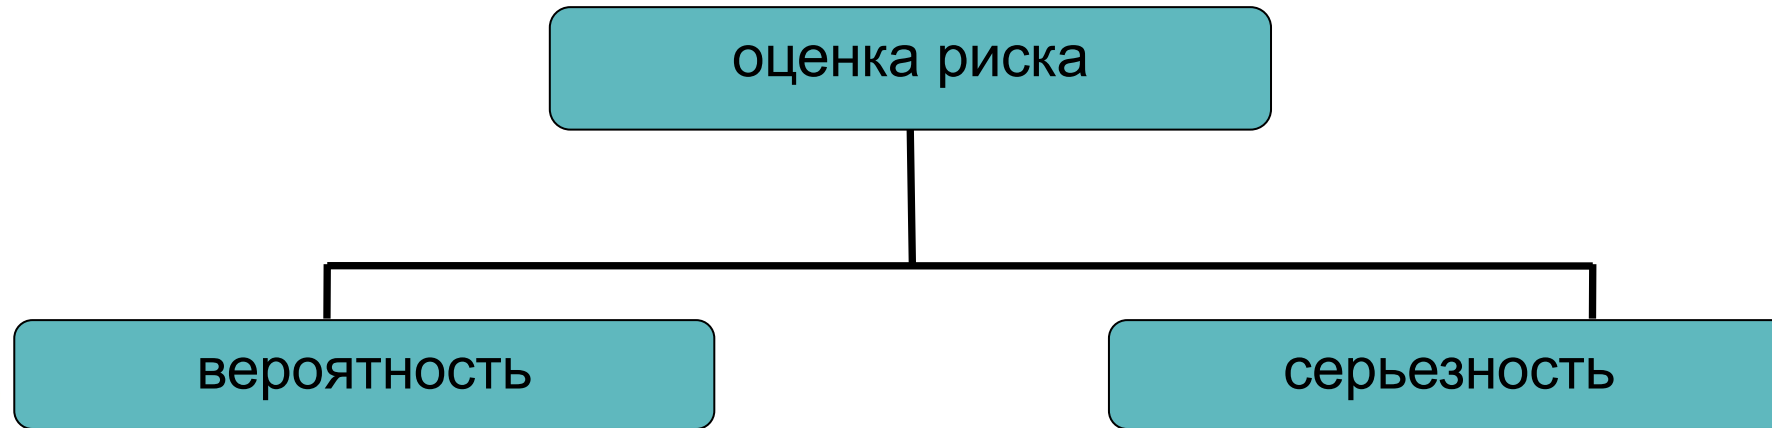 оценка риска
вероятность
серьезность